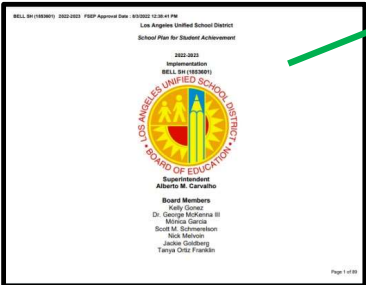 BELL SH (1853601) 2022-2023 FSEP Approval Date : 8/3/2022 12:30:41 PM
Los Angeles Unified School District
School Plan for Student Achievement
2022-2023
Implementation
BELL SH (1853601)
LOS ANGELES UNIFIED SCHOOL DISTRICT
BOARD OF EDUCATION
Superintendent
Alberto M. Carvalho
Board Members
Kelly Gonez
Dr. George McKenna III
Mónica García
Scott M. Schmerelson
Nick Melvoin
Jackie Goldberg
Tanya Ortiz Franklin
Page 1 of 99